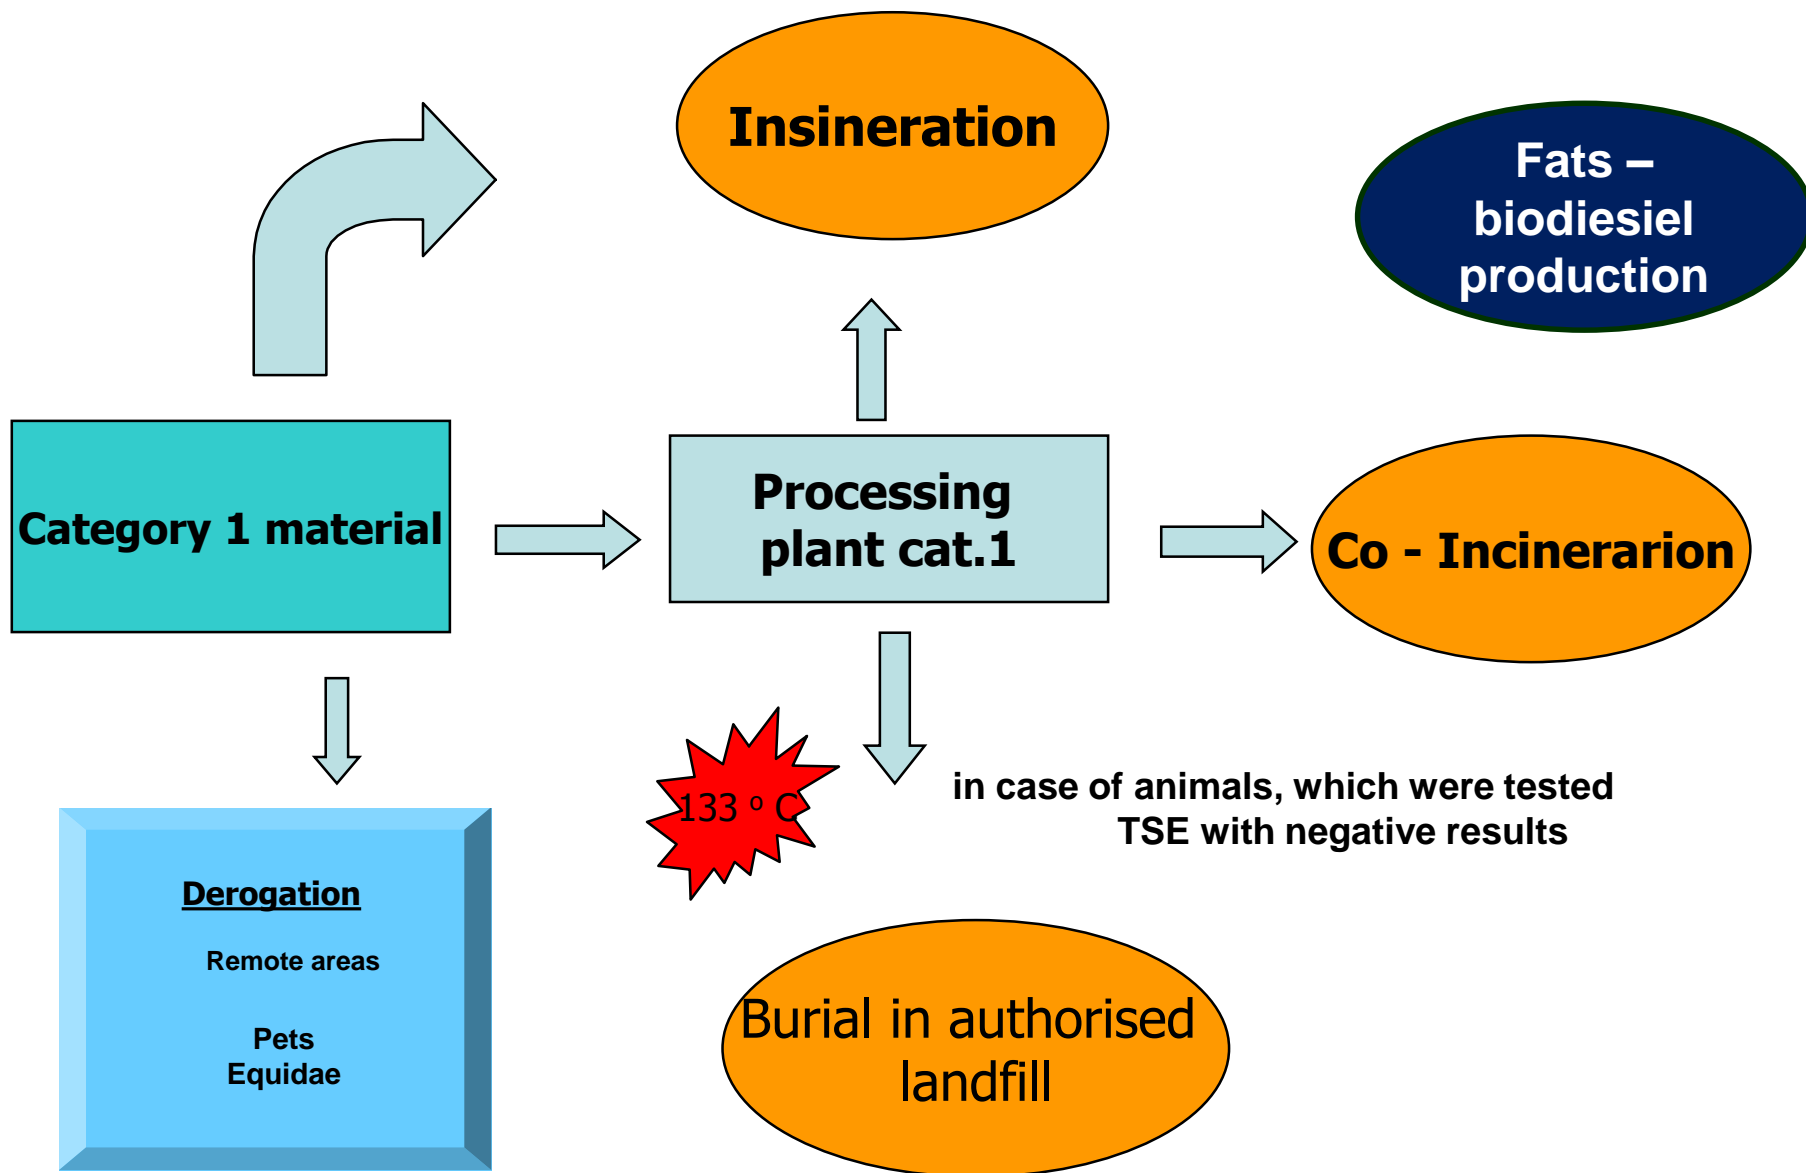 Insineration
Fats –
biodiesiel
production
Category 1 material
Processing
plant cat.1
Co - Incinerarion
133 º C
in case of animals, which were tested
TSE with negative results
Derogation
Remote areas
Pets
Equidae
Burial in authorised
landfill